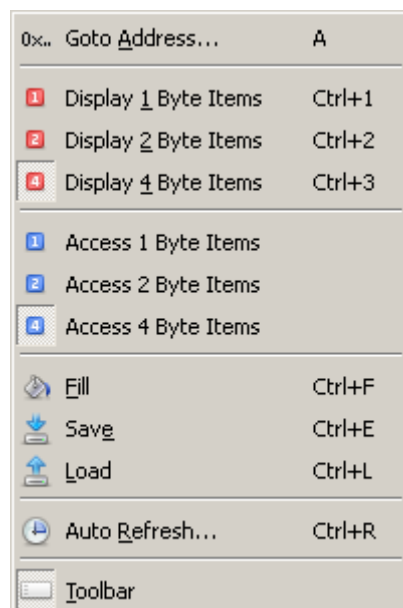 0x.. Goto Address... A
1 Display 1 Byte Items Ctrl+1
2 Display 2 Byte Items Ctrl+2
4 Display 4 Byte Items Ctrl+3
1 Access 1 Byte Items
2 Access 2 Byte Items
4 Access 4 Byte Items
Fill Ctrl+F
Save Ctrl+E
Load Ctrl+L
Auto Refresh... Ctrl+R
Toolbar